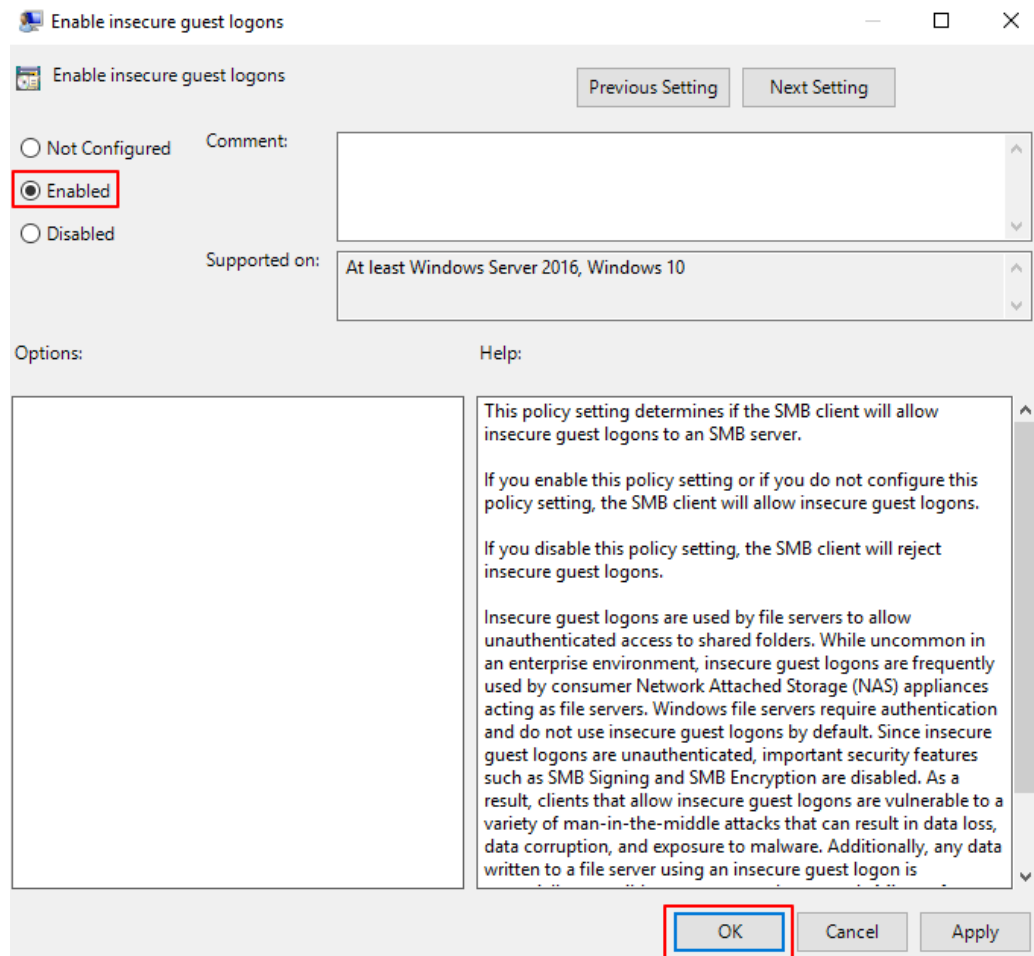 Enable insecure guest logons
Enable insecure guest logons
Previous Setting
Next Setting
Not Configured
Comment:
Enabled
Disabled
Supported on:
At least Windows Server 2016, Windows 10
Options:
Help:
This policy setting determines if the SMB client will allow
insecure guest logons to an SMB server.
If you enable this policy setting or if you do not configure this
policy setting, the SMB client will allow insecure guest logons.
If you disable this policy setting, the SMB client will reject
insecure guest logons.
Insecure guest logons are used by file servers to allow
unauthenticated access to shared folders. While uncommon in
an enterprise environment, insecure guest logons are frequently
used by consumer Network Attached Storage (NAS) appliances
acting as file servers. Windows file servers require authentication
and do not use insecure guest logons by default. Since insecure
guest logons are unauthenticated, important security features
such as SMB Signing and SMB Encryption are disabled. As a
result, clients that allow insecure guest logons are vulnerable to a
variety of man-in-the-middle attacks that can result in data loss,
data corruption, and exposure to malware. Additionally, any data
written to a file server using an insecure guest logon is
OK
Cancel
Apply